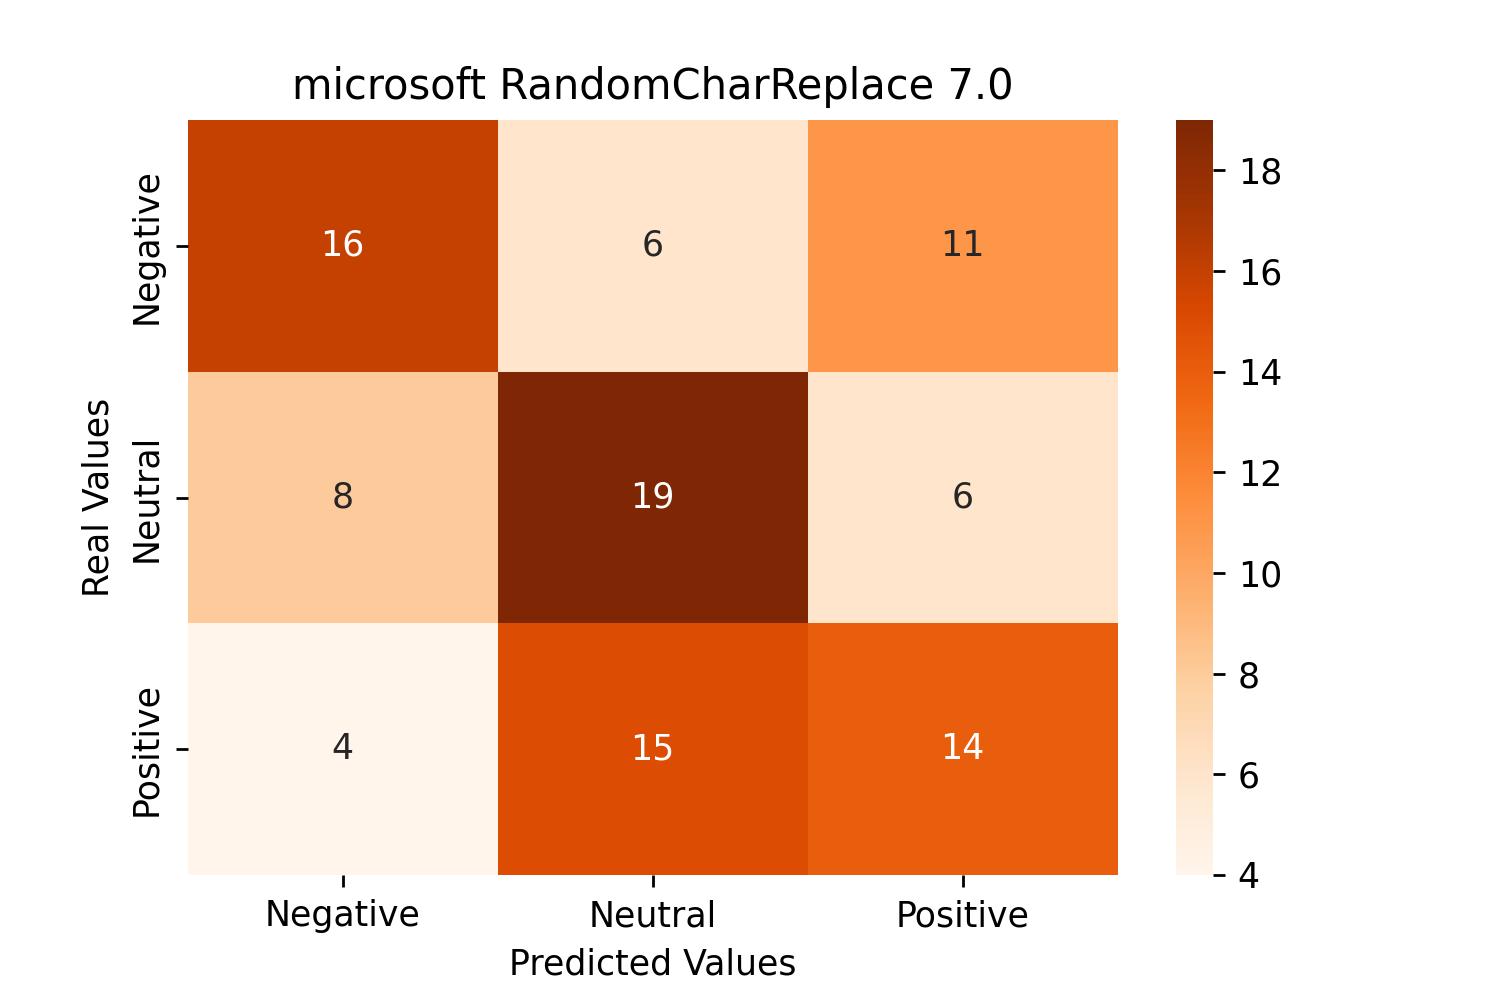 microsoft RandomCharReplace 7.0
Real Values
Negative
16
6
11
Neutral
8
19
6
Positive
4
15
14
Negative
Neutral
Positive
Predicted Values
18
16
14
12
10
8
6
4